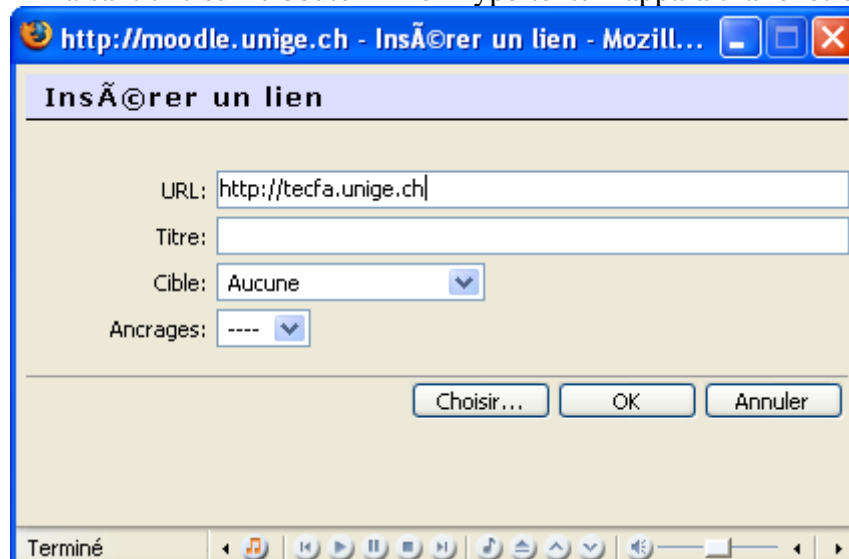 http://moodle.unige.ch - InsÃ©rer un lien - Mozill...
InsÃ©rer un lien
URL: http://tecfa.unige.ch
Titre:
Cible: Aucune
Ancrages: ----
Choisir... OK Annuler
Terminé